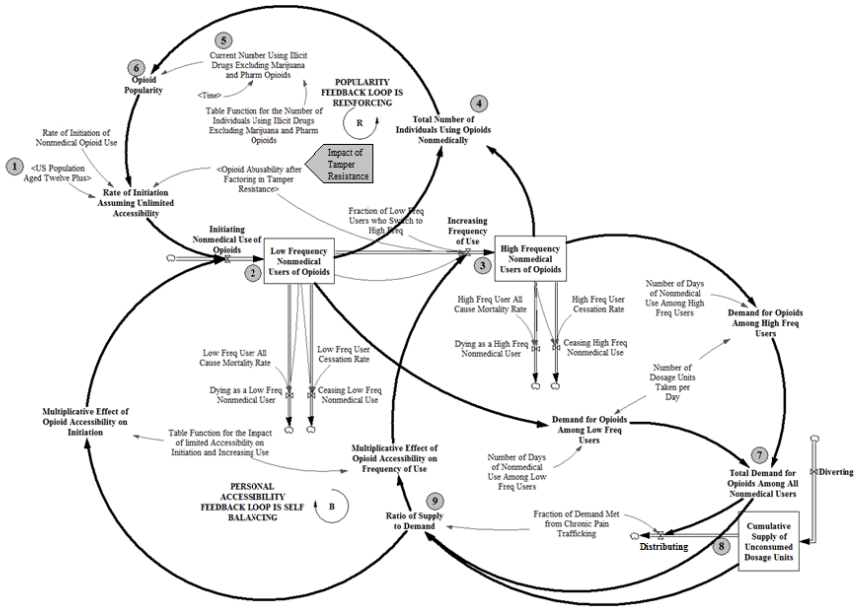 5
Current Number Using Illicit
Drugs Excluding Marijuana
and Pharm Opioids
6
Opioid
Popularity
<Time>
POPULARITY
FEEDBACK LOOP IS
REINFORCING
R
Table Function for the Number of
Individuals Using Illicit Drugs
Excluding Marijuana and Pharm
Opioids
4
Total Number of
Individuals Using Opioids
Nonmedically
Rate of Initiation of
Nonmedical Opioid Use
1
<US Population
Aged Twelve Plus>
Rate of Initiation
Assuming Unlimited
Accessibility
<Opioid Abusability after
Factoring in Tamper
Resistance>
Impact of
Tamper
Resistance
Initiating
Nonmedical Use of
Opioids
2
Low Frequency
Nonmedical
Users of Opioids
Fraction of Low Freq
Users who Switch to
High Freq
Increasing
Frequency
of Use
3
High Frequency
Nonmedical
Users of Opioids
High Freq User All
Cause Mortality Rate
High Freq User
Cessation Rate
Dying as a High Freq
Nonmedical User
Ceasing High Freq
Nonmedical Use
Number of Days
of Nonmedical
Use Among High
Freq Users
Demand for Opioids
Among High Freq
Users
Low Freq User All
Cause Mortality Rate
Low Freq User
Cessation Rate
Dying as a Low Freq
Nonmedical User
Ceasing Low Freq
Nonmedical Use
Number of
Dosage Units
Taken per
Day
Multiplicative Effect of
Opioid Accessibility on
Initiation
Table Function for the Impact
of limited Accessibility on
Initiation and Increasing Use
Multiplicative Effect of
Opioid Accessibility on
Frequency of Use
Demand for Opioids
Among Low Freq
Users
Number of Days
of Nonmedical
Use Among Low
Freq Users
7
Total Demand for
Opioids Among All
Nonmedical Users
Diverting
PERSONAL
ACCESSIBILITY
FEEDBACK LOOP IS SELF
BALANCING
B
9
Ratio of Supply
to Demand
Fraction of Demand Met
from Chronic Pain
Trafficking
Distributing
8
Cumulative
Supply of
Unconsumed
Dosage Units